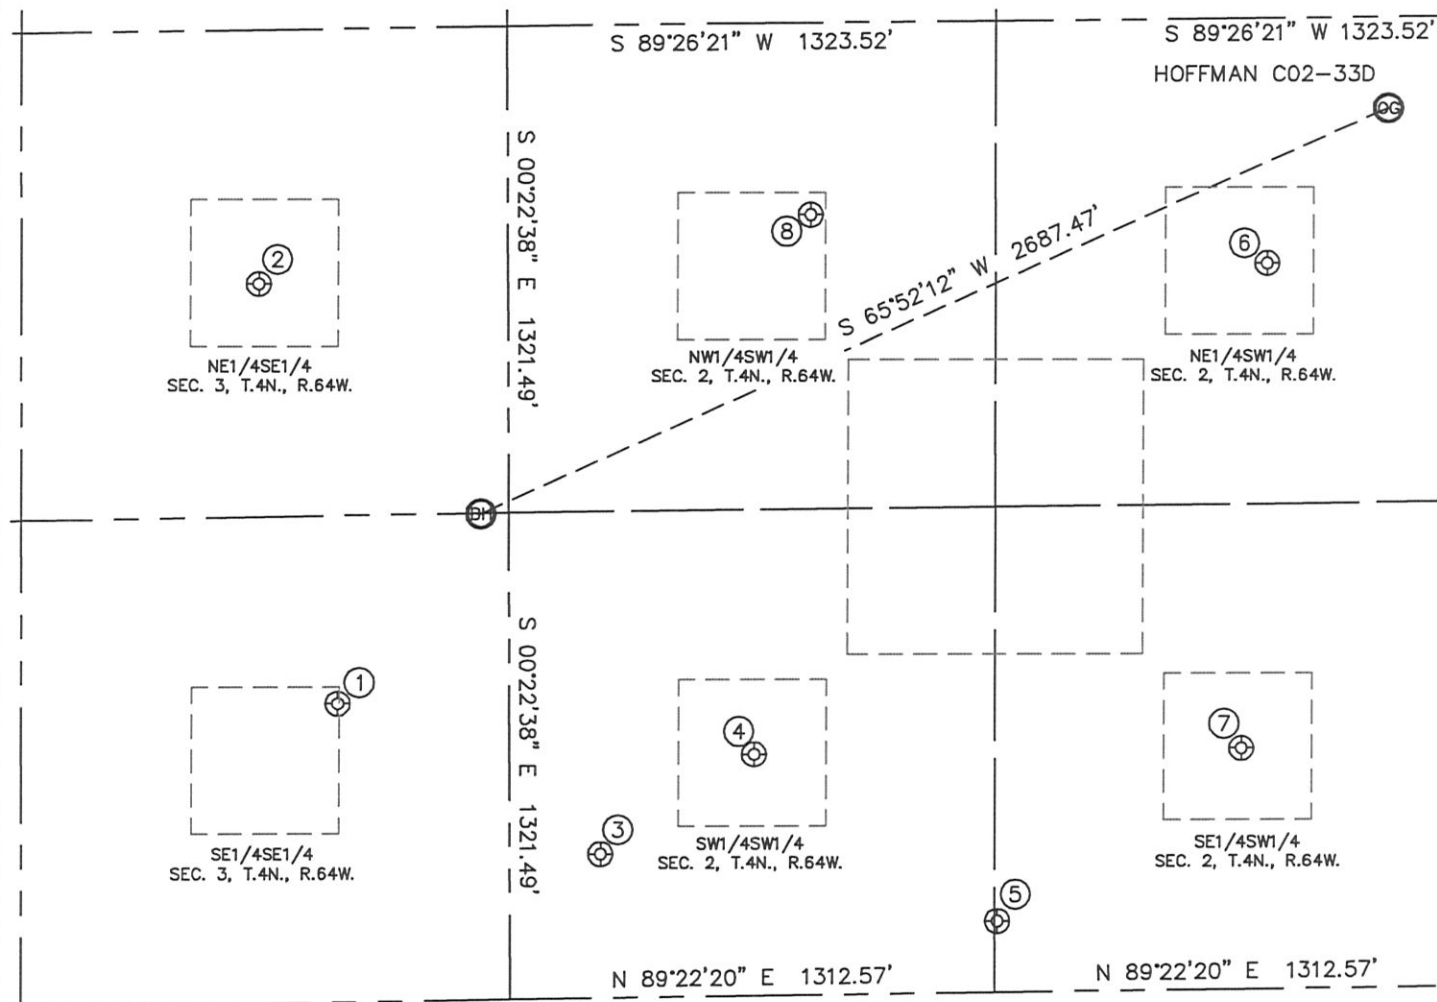 S 89°26'21" W 1323.52'
S 89°26'21" W 1323.52'
HOFFMAN C02-33D
OG
S 00°22'38" E 1321.49'
8
6
2
S 65°52'12" W 2687.47'
NE1/4SE1/4
SEC. 3, T.4N., R.64W.
NW1/4SW1/4
SEC. 2, T.4N., R.64W.
NE1/4SW1/4
SEC. 2, T.4N., R.64W.
BH
S 00°22'38" E 1321.49'
1
4
7
3
SE1/4SE1/4
SEC. 3, T.4N., R.64W.
SW1/4SW1/4
SEC. 2, T.4N., R.64W.
SE1/4SW1/4
SEC. 2, T.4N., R.64W.
5
N 89°22'20" E 1312.57'
N 89°22'20" E 1312.57'